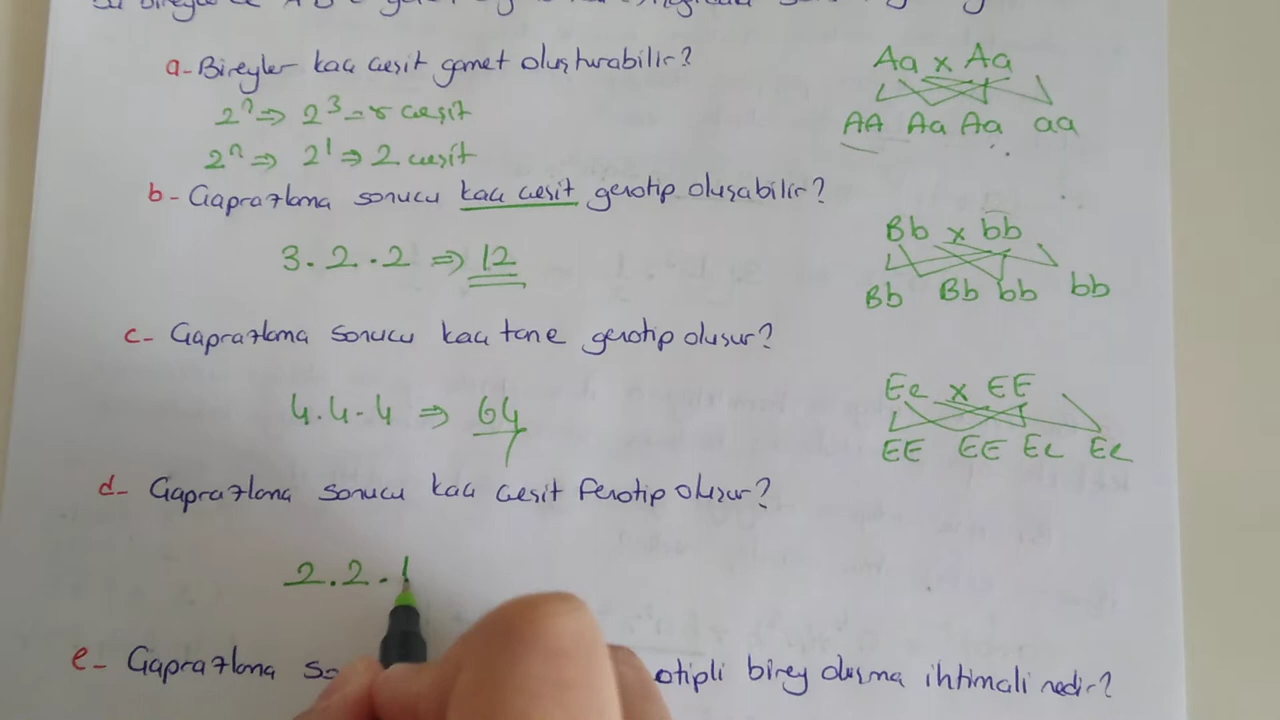 a- Bireyler kaç çeşit gamet oluşturabilir?
2ⁿ ⇒ 2³ = 8 çeşit
2ⁿ ⇒ 2¹ ⇒ 2 çeşit
Aa x Aa
AA Aa Aa aa
b- Çaprazlama sonucu kaç çeşit genotip oluşabilir?
3.2.2 ⇒ 12
Bb x bb
Bb Bb bb bb
c- Çaprazlama sonucu kaç tane genotip oluşur?
4.4.4 ⇒ 64
Ee x EE
EE EE Ee Ee
d- Çaprazlama sonucu kaç çeşit fenotip oluşur?
2.2.1
e- Çaprazlama otipli birey oluşma ihtimali nedir?